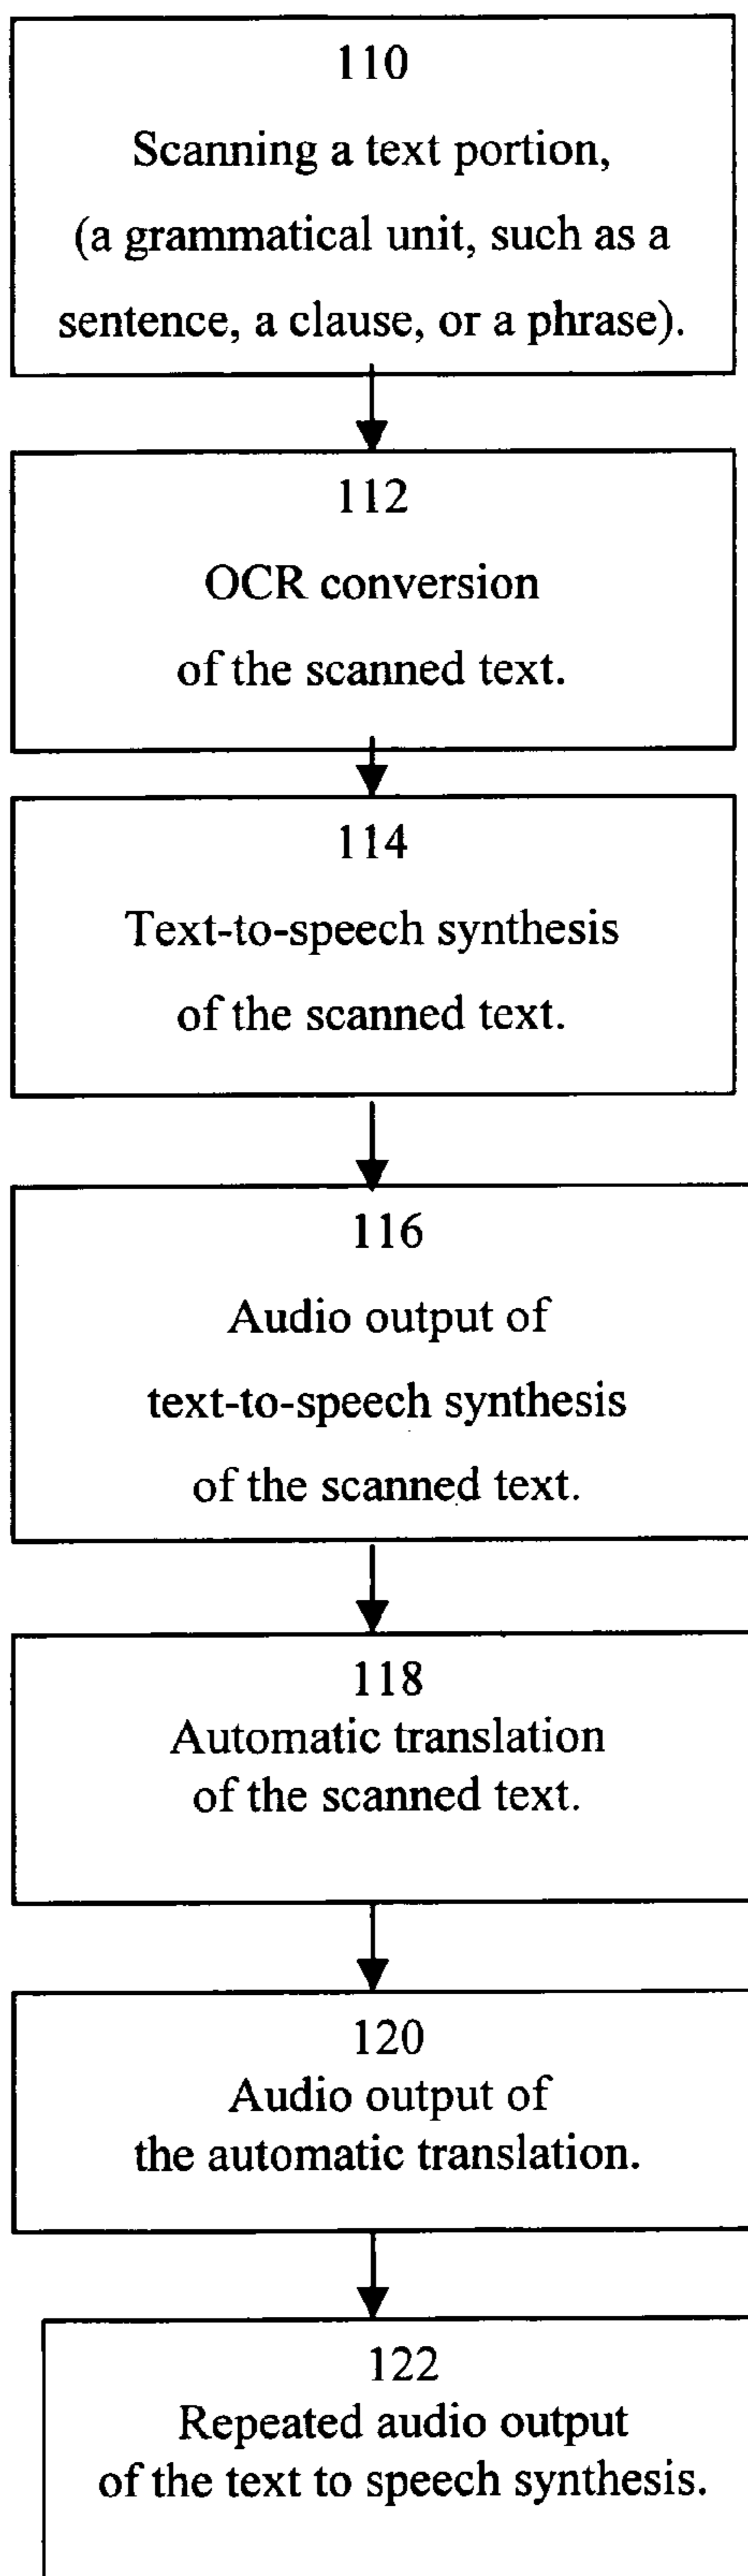 110
Scanning a text portion,
(a grammatical unit, such as a
sentence, a clause, or a phrase).
112
OCR conversion
of the scanned text.
114
Text-to-speech synthesis
of the scanned text.
116
Audio output of
text-to-speech synthesis
of the scanned text.
118
Automatic translation
of the scanned text.
120
Audio output of
the automatic translation.
122
Repeated audio output
of the text to speech synthesis.